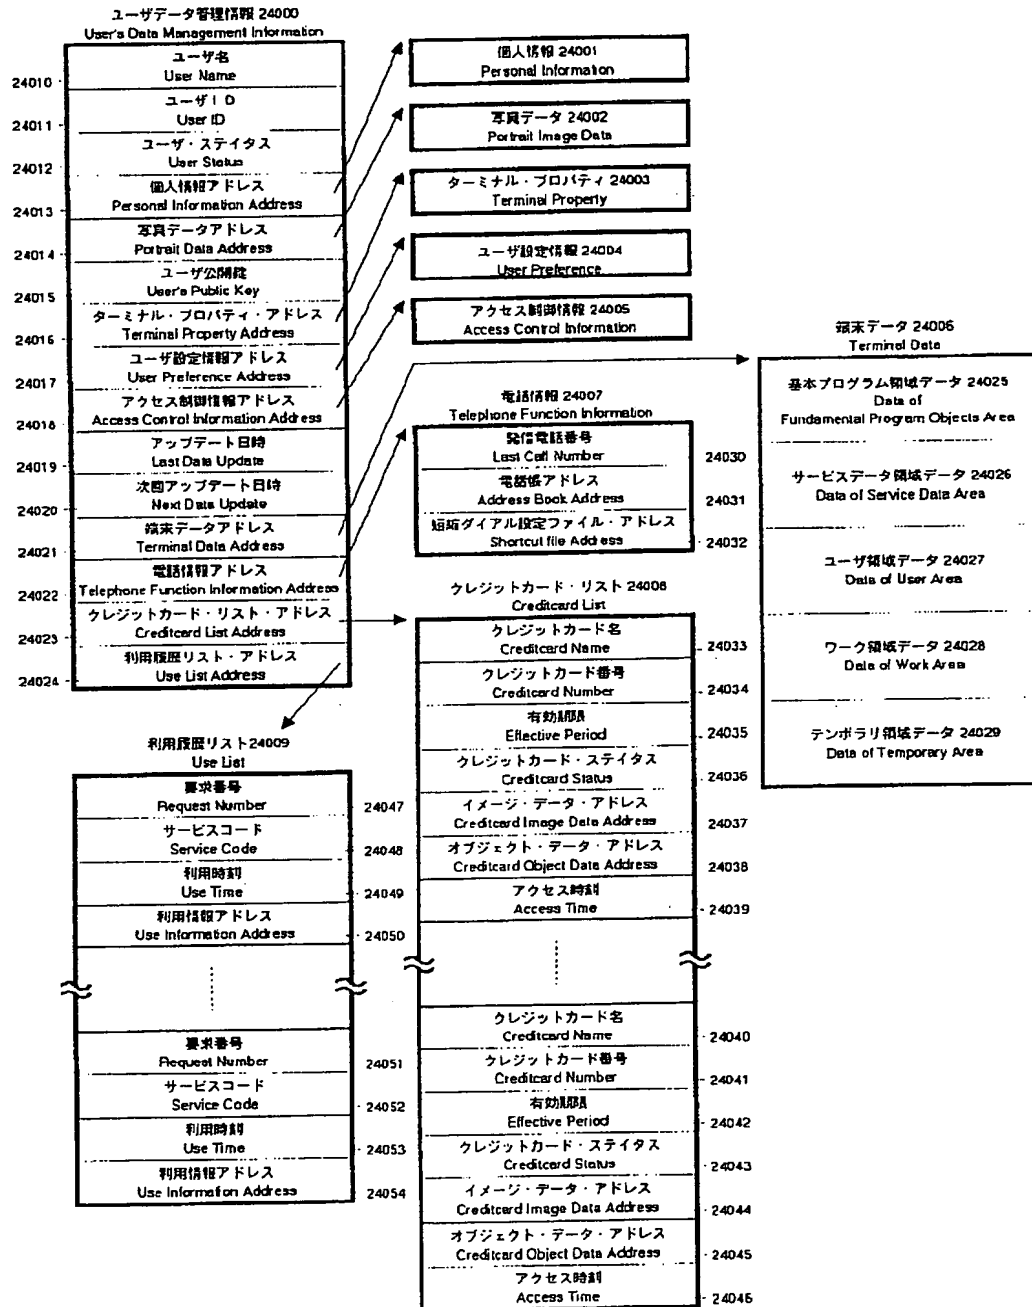 ユーザデータ管理情報 24000
User's Data Management Information
ユーザ名
User Name
24010
ユーザID
User ID
24011
ユーザ・ステイタス
User Status
24012
個人情報アドレス
Personal Information Address
24013
写真データアドレス
Portrait Data Address
24014
ユーザ公開鍵
User's Public Key
24015
ターミナル・プロパティ・アドレス
Terminal Property Address
24016
ユーザ設定情報アドレス
User Preference Address
24017
アクセス制御情報アドレス
Access Control Information Address
24018
アップデート日時
Last Data Update
24019
次回アップデート日時
Next Data Update
24020
端末データアドレス
Terminal Data Address
24021
電話情報アドレス
Telephone Function Information Address
24022
クレジットカード・リスト・アドレス
Creditcard List Address
24023
利用履歴リスト・アドレス
Use List Address
24024
個人情報 24001
Personal Information
写真データ 24002
Portrait Image Data
ターミナル・プロパティ 24003
Terminal Property
ユーザ設定情報 24004
User Preference
アクセス制御情報 24005
Access Control Information
端末データ 24006
Terminal Data
基本プログラム領域データ 24025
Data of
Fundamental Program Objects Area
サービスデータ領域データ 24026
Data of Service Data Area
ユーザ領域データ 24027
Data of User Area
ワーク領域データ 24028
Data of Work Area
テンポラリ領域データ 24029
Data of Temporary Area
電話情報 24007
Telephone Function Information
発信電話番号
Last Call Number
24030
電話帳アドレス
Address Book Address
24031
短縮ダイアル設定ファイル・アドレス
Shortcut file Address
24032
クレジットカード・リスト 24008
Creditcard List
クレジットカード名
Creditcard Name
24033
クレジットカード番号
Creditcard Number
24034
有効期限
Effective Period
24035
クレジットカード・ステイタス
Creditcard Status
24036
イメージ・データ・アドレス
Creditcard Image Data Address
24037
オブジェクト・データ・アドレス
Creditcard Object Data Address
24038
アクセス時刻
Access Time
24039
クレジットカード名
Creditcard Name
24040
クレジットカード番号
Creditcard Number
24041
有効期限
Effective Period
24042
クレジットカード・ステイタス
Creditcard Status
24043
イメージ・データ・アドレス
Creditcard Image Data Address
24044
オブジェクト・データ・アドレス
Creditcard Object Data Address
24045
アクセス時刻
Access Time
24046
利用履歴リスト24009
Use List
要求番号
Request Number
24047
サービスコード
Service Code
24048
利用時刻
Use Time
24049
利用情報アドレス
Use Information Address
24050
要求番号
Request Number
24051
サービスコード
Service Code
24052
利用時刻
Use Time
24053
利用情報アドレス
Use Information Address
24054